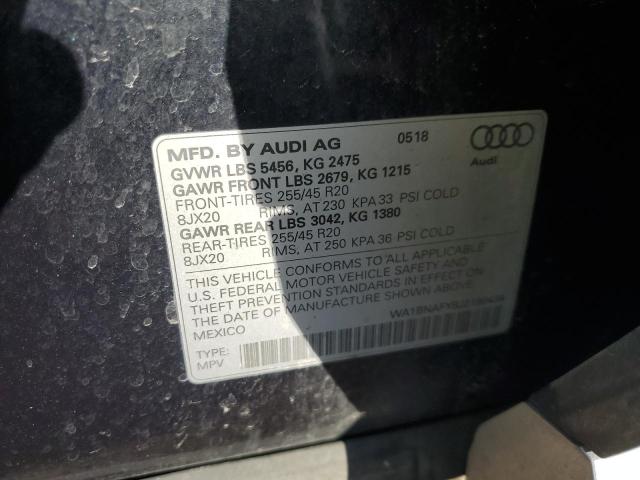 MFD. BY AUDI AG 0518
GVWR LBS 5456, KG 2475
GAWR FRONT LBS 2679, KG 1215
FRONT-TIRES 255/45 R20
8JX20 RIMS, AT 230 KPA 33 PSI COLD
GAWR REAR LBS 3042, KG 1380
REAR-TIRES 255/45 R20
8JX20 RIMS, AT 250 KPA 36 PSI COLD
Audi
THIS VEHICLE CONFORMS TO ALL APPLICABLE
U.S. FEDERAL MOTOR VEHICLE SAFETY AND
THEFT PREVENTION STANDARDS IN EFFECT ON
THE DATE OF MANUFACTURE SHOWN ABOVE.
MEXICO
TYPE:
MPV